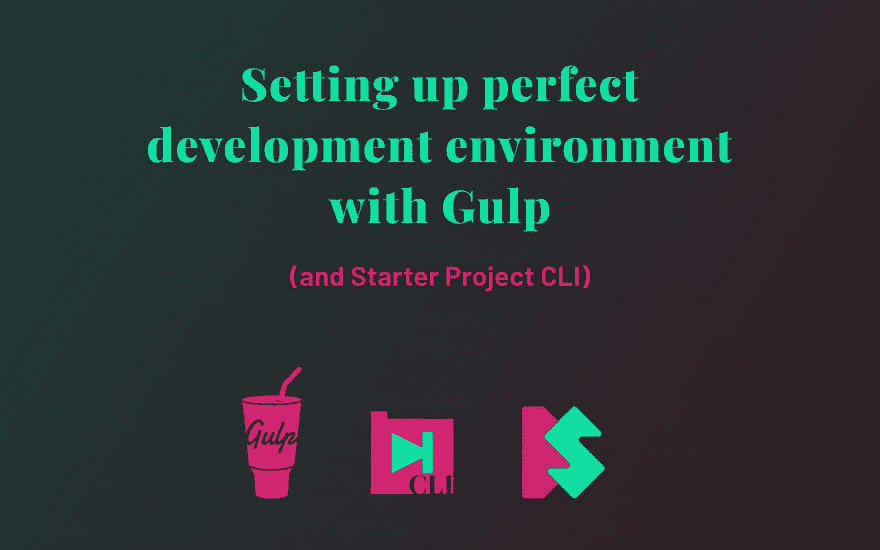 Setting up perfect
development environment
with Gulp
(and Starter Project CLI)
Gulp
CLI